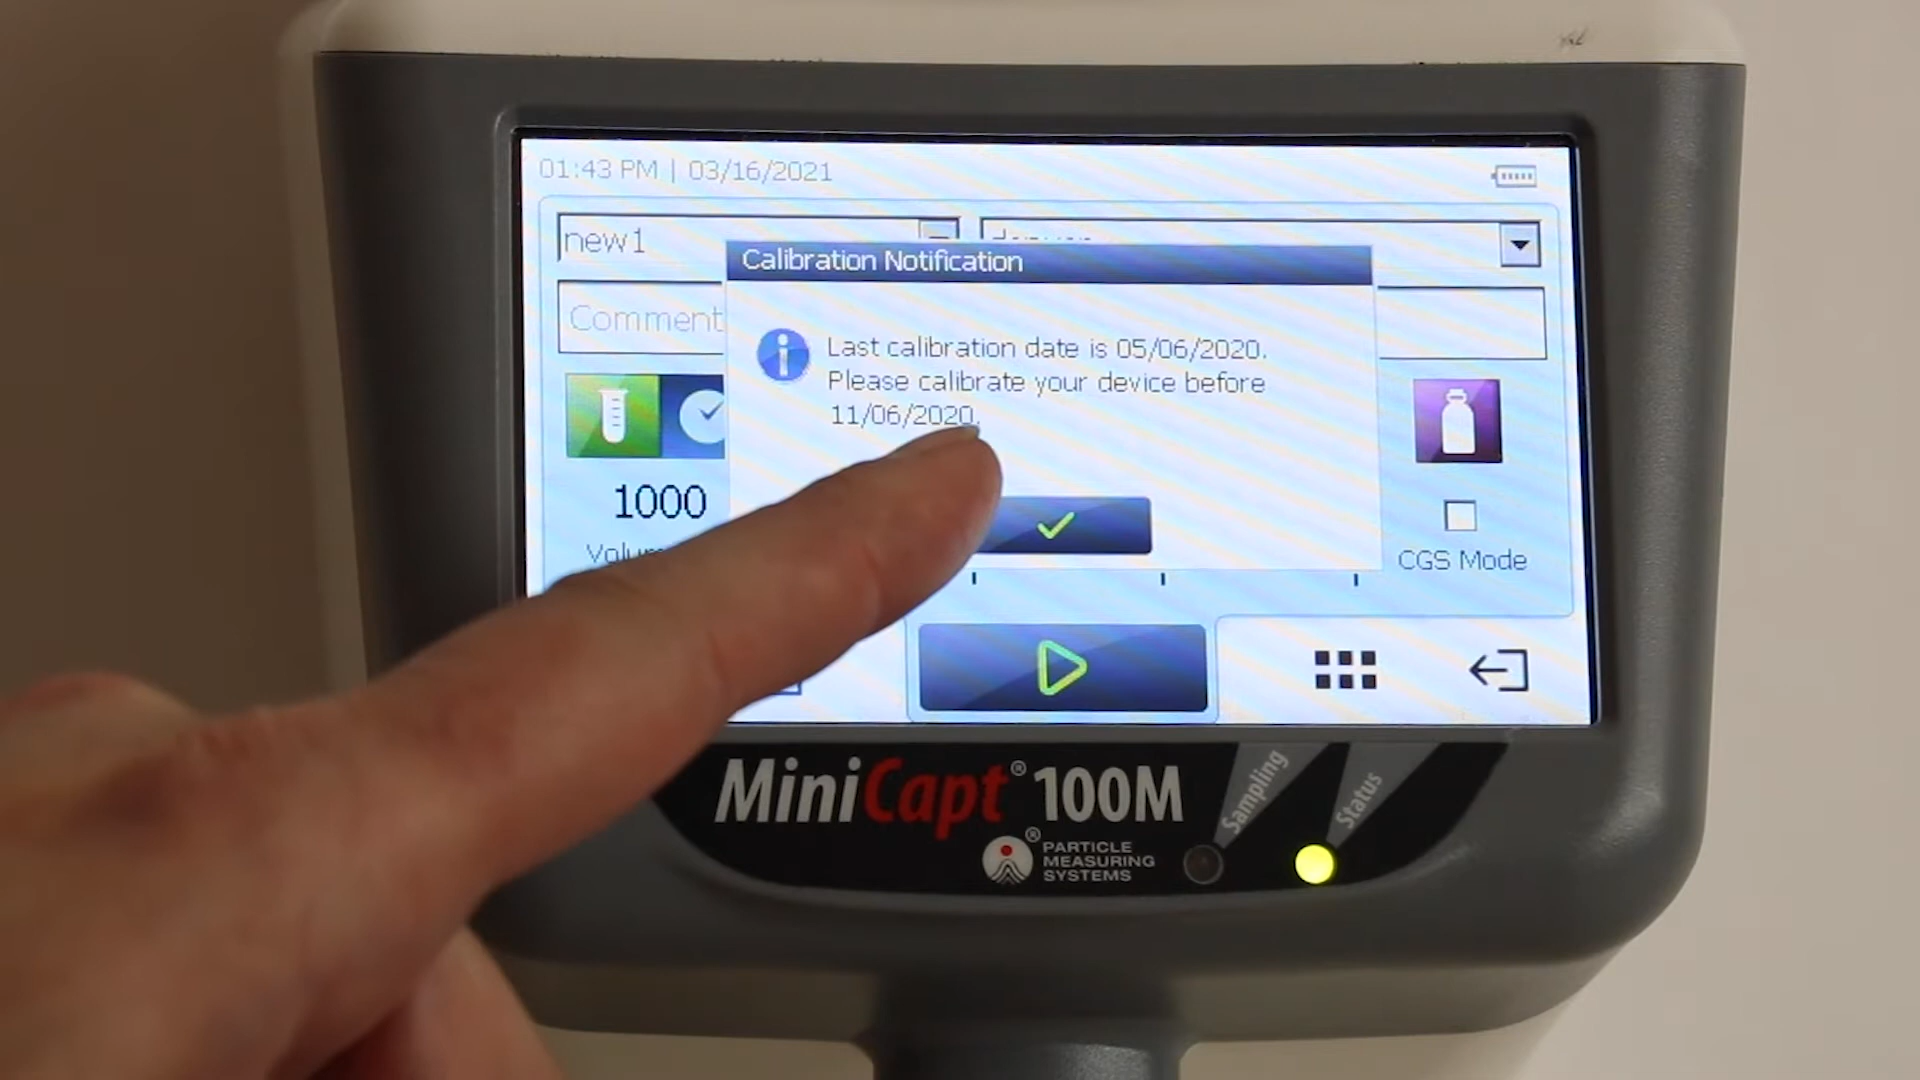 01:43 PM | 03/16/2021
new1
Calibration Notification
Comment
Last calibration date is 05/06/2020.
Please calibrate your device before
11/06/2020.
1000
CGS Mode
MiniCapt® 100M
Sampling
Status
®
PARTICLE
MEASURING
SYSTEMS